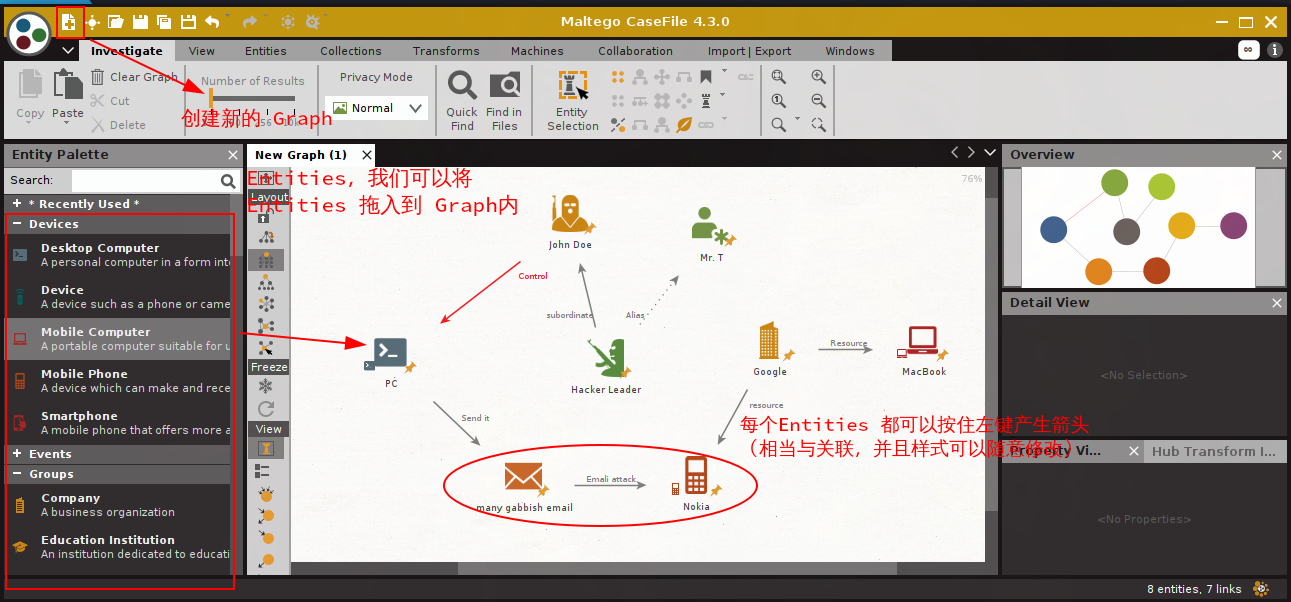 Maltego CaseFile 4.3.0
Investigate View Entities Collections Transforms Machines Collaboration Import | Export Windows
Copy Paste
Clear Graph
Cut
Delete
Number of Results
创建新的 Graph
Privacy Mode
Normal
Quick Find
Find in Files
Entity Selection
Entity Palette
Search:
+ * Recently Used *
− Devices
Desktop Computer
A personal computer in a form inte
Device
A device such as a phone or came
Mobile Computer
A portable computer suitable for u
Mobile Phone
A device which can make and rece
Smartphone
A mobile phone that offers more a
+ Events
− Groups
Company
A business organization
Education Institution
An institution dedicated to educati
New Graph (1)
Layout
Freeze
View
Entities, 我们可以将
Entities 拖入到 Graph内
76%
John Doe
Mr. T
Control
subordinate
Alias
PC
Hacker Leader
Google
Resource
MacBook
Send it
resource
每个Entities 都可以按住左键产生箭头
（相当与关联, 并且样式可以随意修改）
many gabbish email
Emali attack
Nokia
Overview
Detail View
<No Selection>
Property Vi...
Hub Transform I...
<No Properties>
8 entities, 7 links